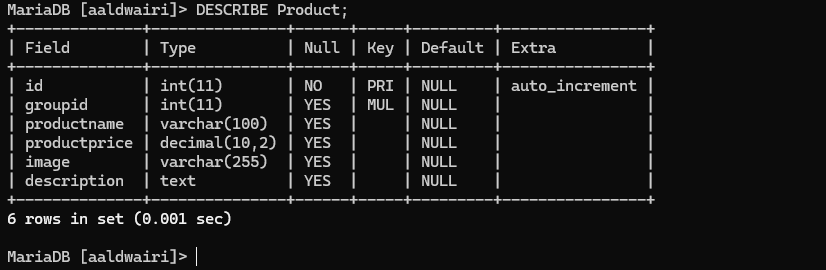 MariaDB [aaldwairi]> DESCRIBE Product;
+--------------+---------------+------+-----+---------+----------------+
| Field        | Type          | Null | Key | Default | Extra          |
+--------------+---------------+------+-----+---------+----------------+
| id           | int(11)       | NO   | PRI | NULL    | auto_increment |
| groupid      | int(11)       | YES  | MUL | NULL    |                |
| productname  | varchar(100)  | YES  |     | NULL    |                |
| productprice | decimal(10,2) | YES  |     | NULL    |                |
| image        | varchar(255)  | YES  |     | NULL    |                |
| description  | text          | YES  |     | NULL    |                |
+--------------+---------------+------+-----+---------+----------------+
6 rows in set (0.001 sec)
MariaDB [aaldwairi]>